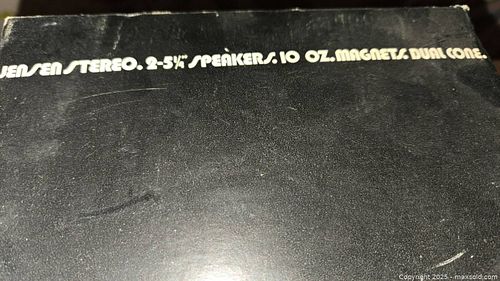 JENSEN STEREO. 2-5¼" SPEAKERS. 10 OZ. MAGNETS. DUAL CONE.
Copyright 2025 - maxsold.com